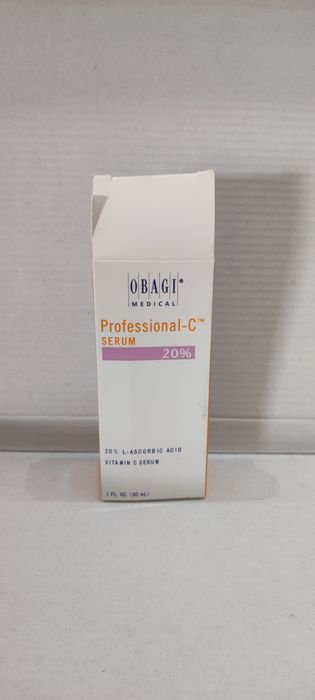 OBAGI®
MEDICAL
Professional-C™
SERUM
20%
20% L-ASCORBIC ACID
VITAMIN C SERUM
1 FL. OZ. (30 mL)